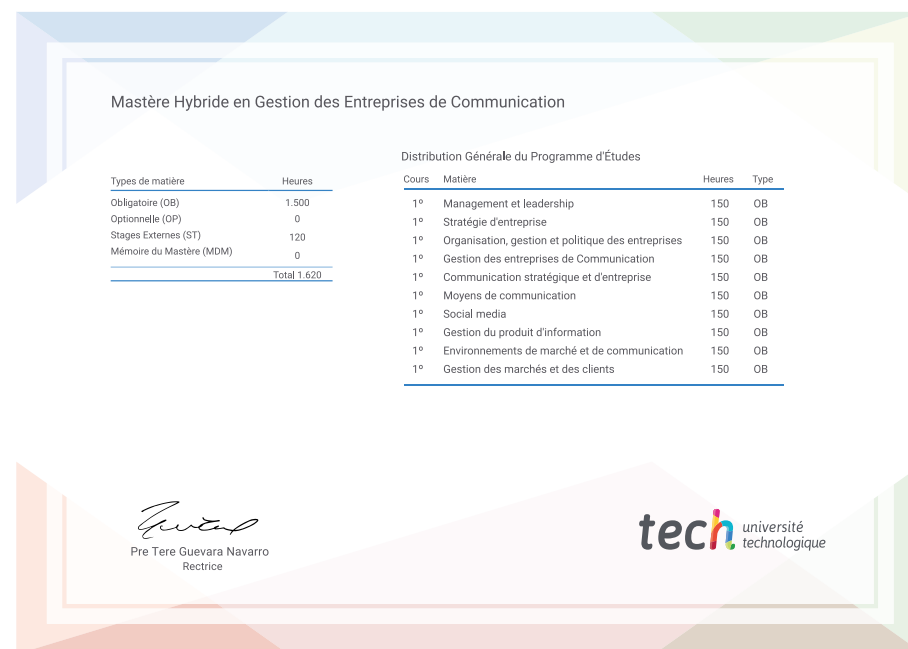 Mastère Hybride en Gestion des Entreprises de Communication
Types de matière Heures
Obligatoire (OB) 1.500
Optionnelle (OP) 0
Stages Externes (ST) 120
Mémoire du Mastère (MDM) 0
Total 1.620
Distribution Générale du Programme d'Études
Cours Matière Heures Type
1º Management et leadership 150 OB
1º Stratégie d'entreprise 150 OB
1º Organisation, gestion et politique des entreprises 150 OB
1º Gestion des entreprises de Communication 150 OB
1º Communication stratégique et d'entreprise 150 OB
1º Moyens de communication 150 OB
1º Social media 150 OB
1º Gestion du produit d'information 150 OB
1º Environnements de marché et de communication 150 OB
1º Gestion des marchés et des clients 150 OB
Pre Tere Guevara Navarro
Rectrice
tech université
technologique